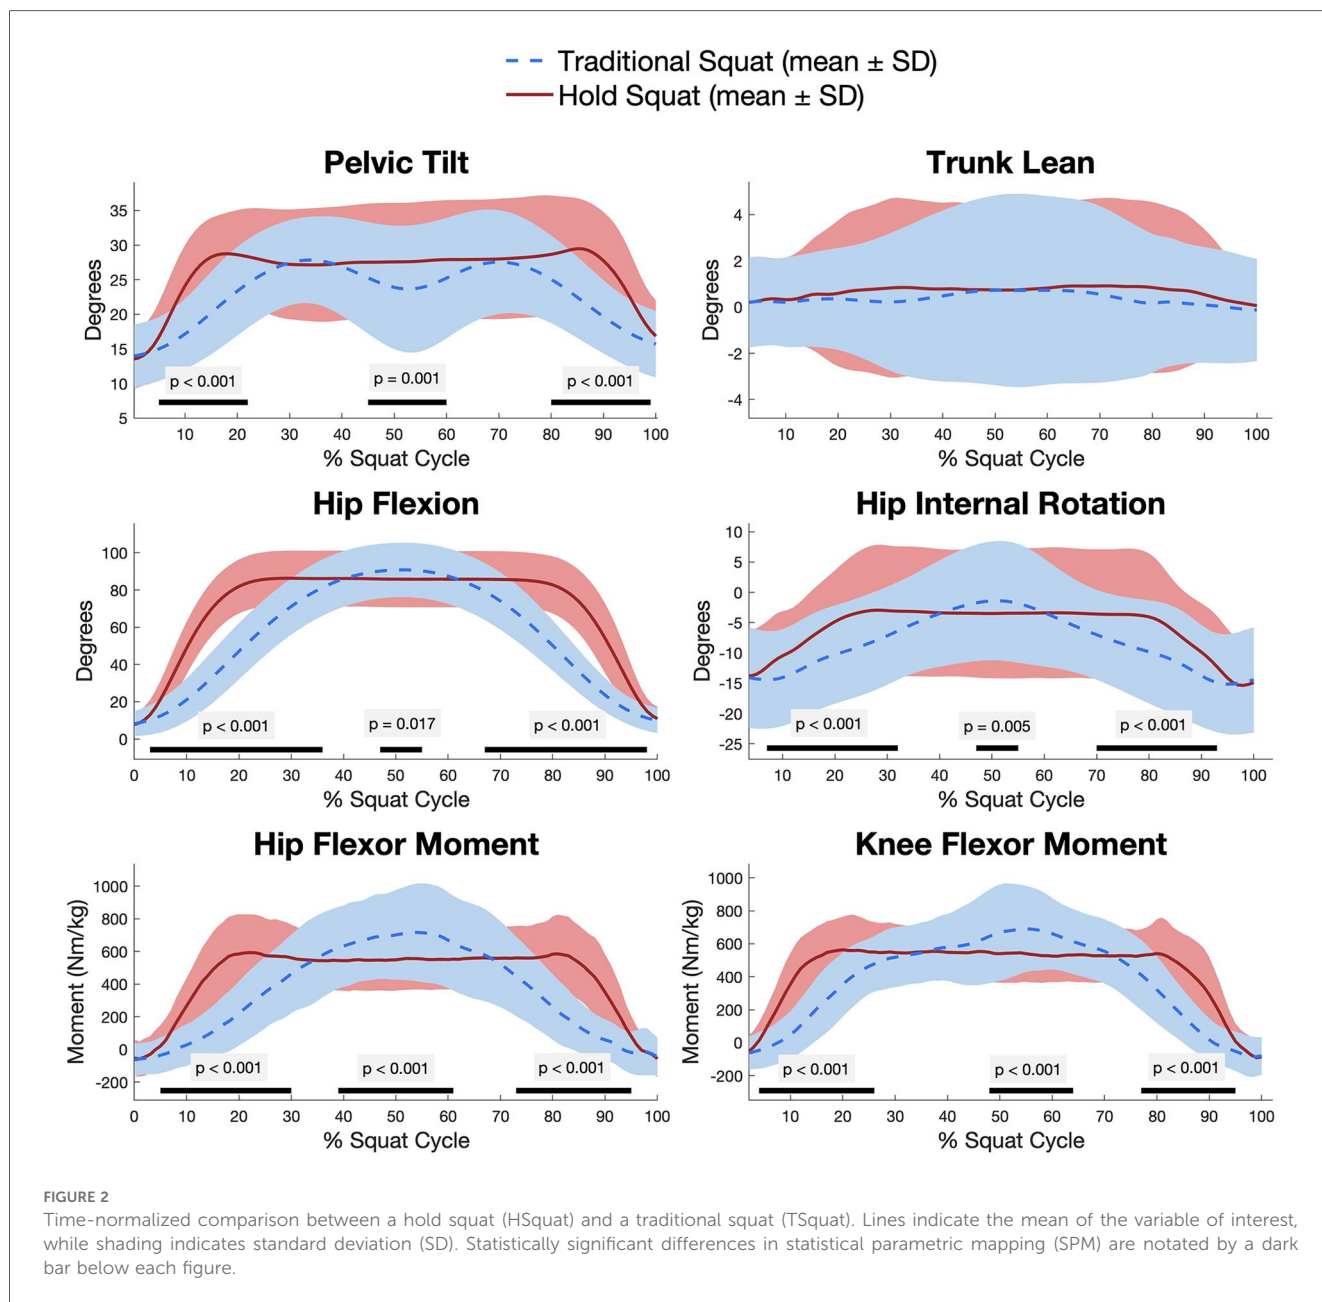 Traditional Squat (mean ± SD)
Hold Squat (mean ± SD)
Pelvic Tilt
Degrees
35
30
25
20
15
10
5
p < 0.001
p = 0.001
p < 0.001
10 20 30 40 50 60 70 80 90 100
% Squat Cycle
Trunk Lean
Degrees
4
2
0
-2
-4
10 20 30 40 50 60 70 80 90 100
% Squat Cycle
Hip Flexion
Degrees
100
80
60
40
20
0
p < 0.001
p = 0.017
p < 0.001
0 10 20 30 40 50 60 70 80 90 100
% Squat Cycle
Hip Internal Rotation
Degrees
10
5
0
-5
-10
-15
-20
-25
p < 0.001
p = 0.005
p < 0.001
10 20 30 40 50 60 70 80 90 100
% Squat Cycle
Hip Flexor Moment
Moment (Nm/kg)
1000
800
600
400
200
0
-200
p < 0.001
p < 0.001
p < 0.001
0 10 20 30 40 50 60 70 80 90 100
% Squat Cycle
Knee Flexor Moment
Moment (Nm/kg)
1000
800
600
400
200
0
-200
p < 0.001
p < 0.001
p < 0.001
10 20 30 40 50 60 70 80 90 100
% Squat Cycle
FIGURE 2
Time-normalized comparison between a hold squat (HSquat) and a traditional squat (TSquat). Lines indicate the mean of the variable of interest,
while shading indicates standard deviation (SD). Statistically significant differences in statistical parametric mapping (SPM) are notated by a dark
bar below each figure.